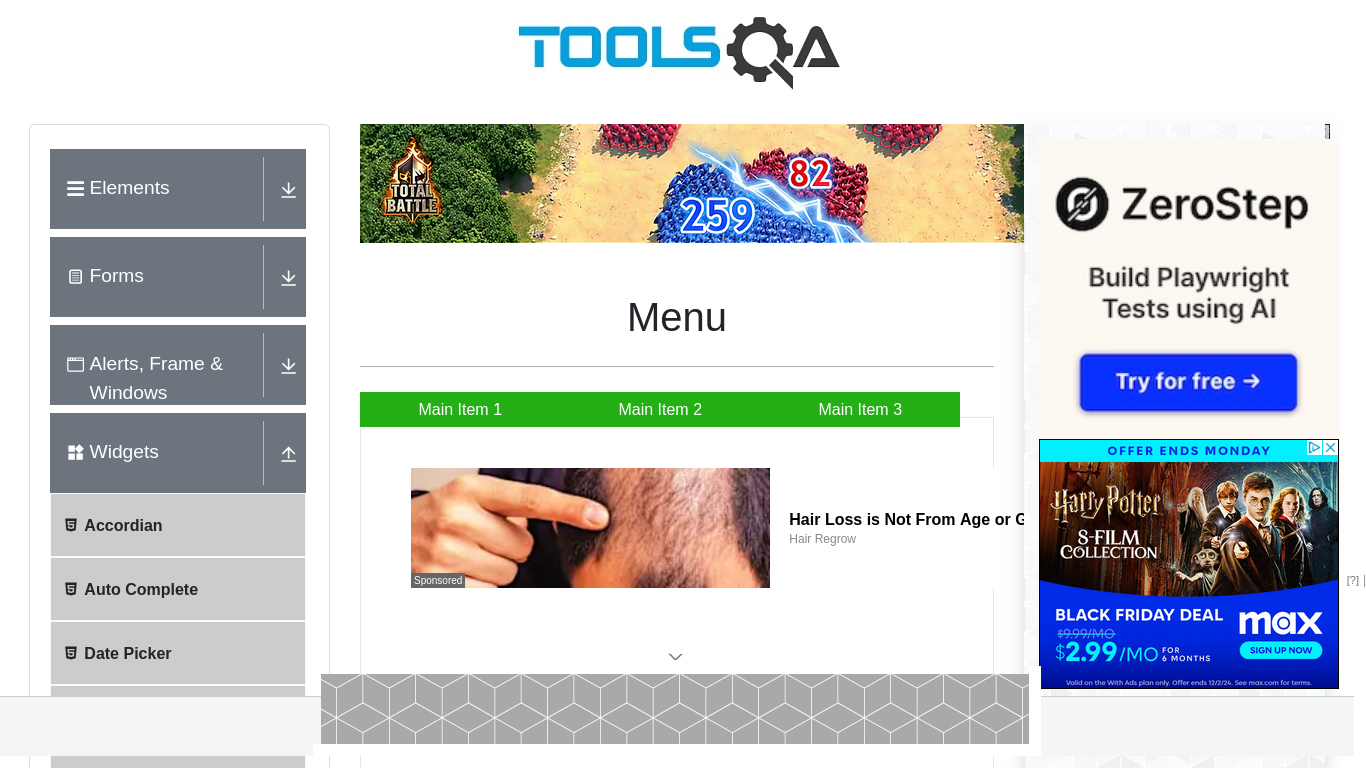 TOOLSQA
Elements
Forms
Alerts, Frame &
Windows
Widgets
Accordian
Auto Complete
Date Picker
TOTAL
BATTLE
259
82
Menu
Main Item 1
Main Item 2
Main Item 3
Sponsored
Hair Loss is Not From Age or G
Hair Regrow
ZeroStep
Build Playwright
Tests using AI
Try for free →
OFFER ENDS MONDAY
Harry Potter
8-FILM
COLLECTION
BLACK FRIDAY DEAL
$9.99/MO
$2.99/MO FOR
6 MONTHS
max
SIGN UP NOW
Valid on the With Ads plan only. Offer ends 12/2/24. See max.com for terms.
[?]